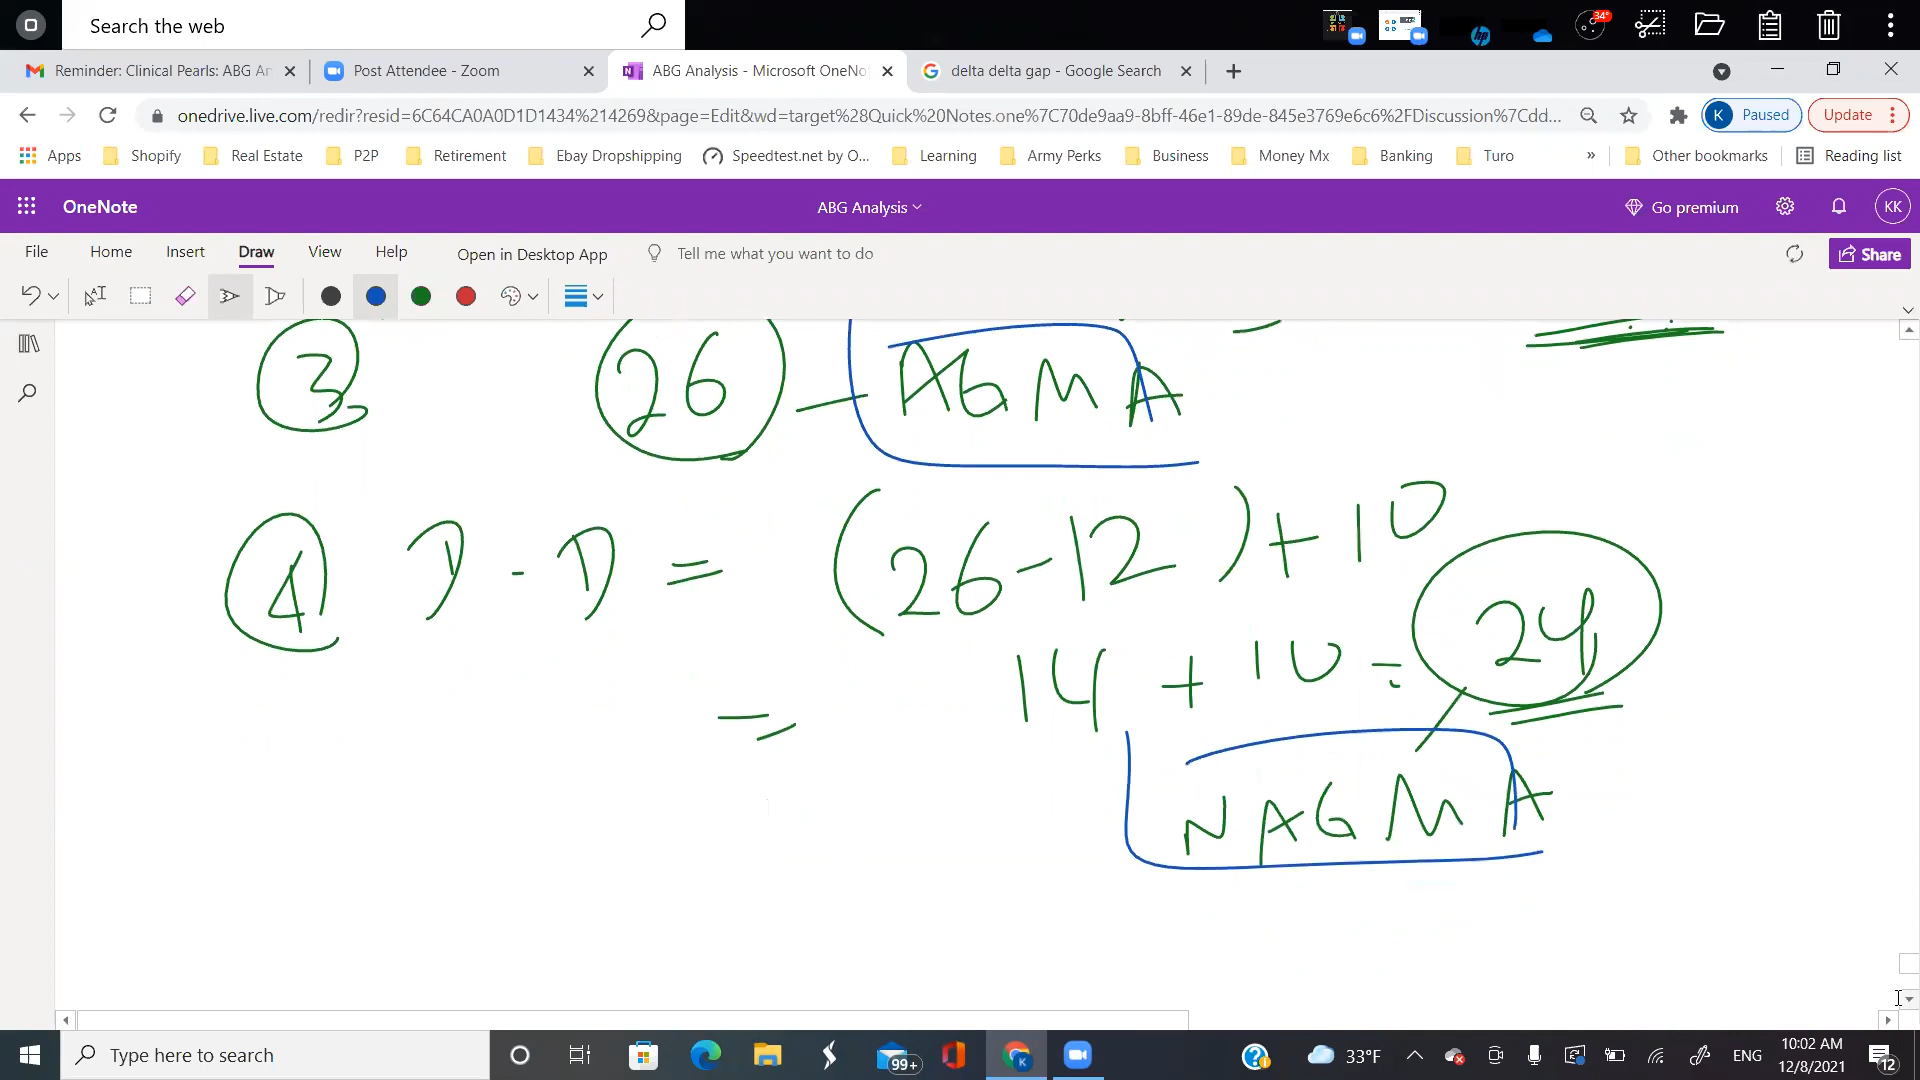 Search the web
34°
Reminder: Clinical Pearls: ABG An
Post Attendee - Zoom
ABG Analysis - Microsoft OneNo
delta delta gap - Google Search
onedrive.live.com/redir?resid=6C64CA0A0D1D1434%214269&page=Edit&wd=target%28Quick%20Notes.one%7C70de9aa9-8bff-46e1-89de-845e3769e6c6%2FDiscussion%7Cdd...
K Paused
Update
Apps Shopify Real Estate P2P Retirement Ebay Dropshipping Speedtest.net by O... Learning Army Perks Business Money Mx Banking Turo » Other bookmarks Reading list
OneNote
ABG Analysis
Go premium
KK
File Home Insert Draw View Help Open in Desktop App Tell me what you want to do
Share
3 26 - AGMA
4 D - D = (26-12) + 10
= 14 + 10 = 24
NAGMA
Type here to search
99+
33°F
ENG
10:02 AM
12/8/2021
12